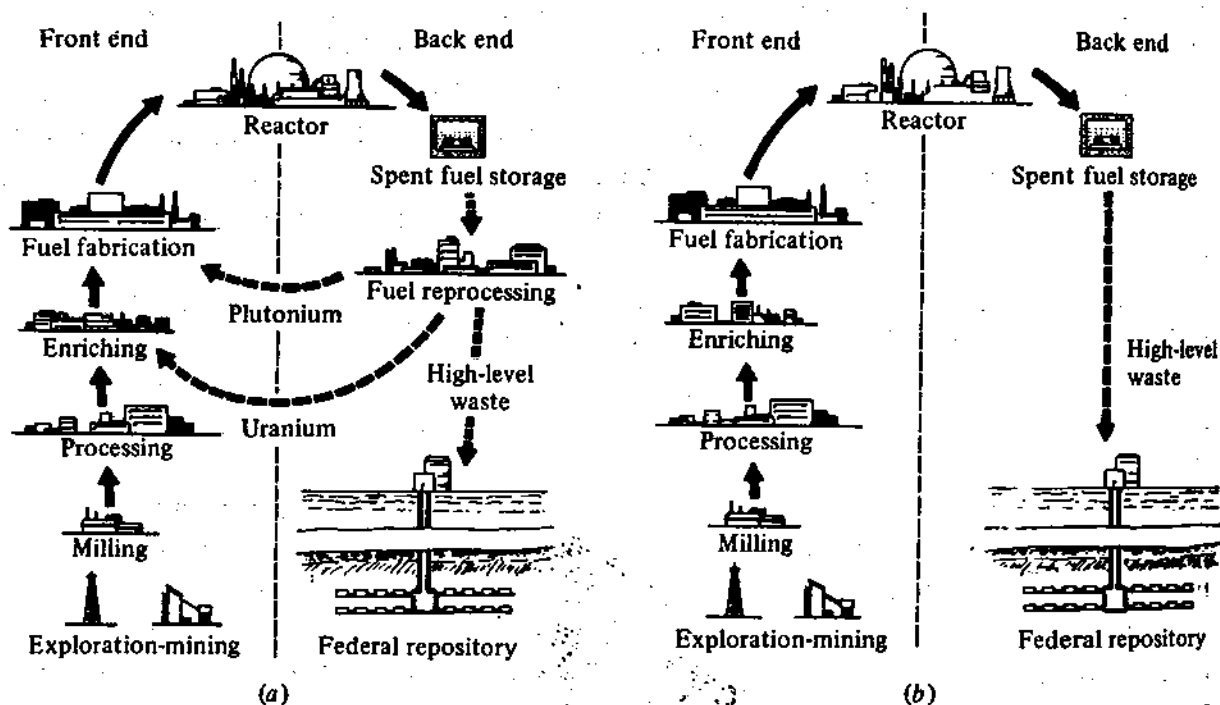 Front end
Back end
Reactor
Spent fuel storage
Fuel fabrication
Fuel reprocessing
Plutonium
Enriching
High-level
waste
Uranium
Processing
Milling
Exploration-mining
Federal repository
(a)
Front end
Back end
Reactor
Spent fuel storage
Fuel fabrication
Enriching
High-level
waste
Processing
Milling
Exploration-mining
Federal repository
(b)